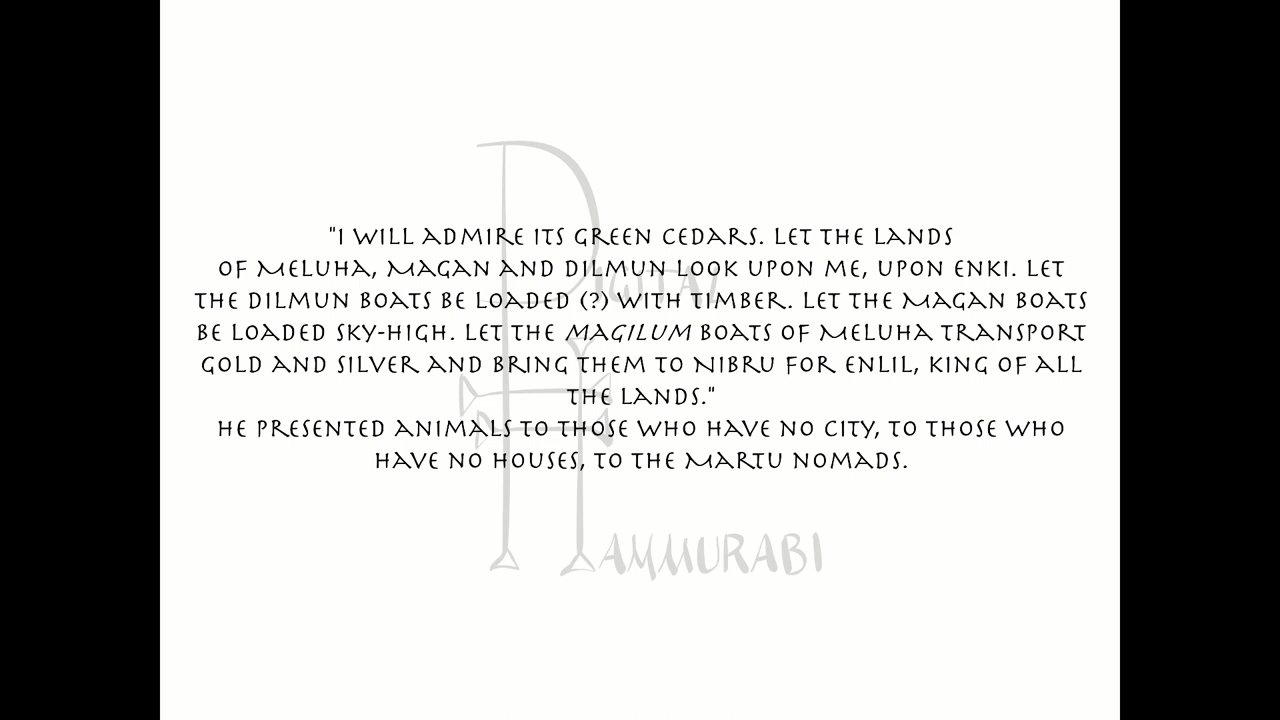 "I WILL ADMIRE ITS GREEN CEDARS. LET THE LANDS
OF MELUHA, MAGAN AND DILMUN LOOK UPON ME, UPON ENKI. LET
THE DILMUN BOATS BE LOADED (?) WITH TIMBER. LET THE MAGAN BOATS
BE LOADED SKY-HIGH. LET THE MAGILUM BOATS OF MELUHA TRANSPORT
GOLD AND SILVER AND BRING THEM TO NIBRU FOR ENLIL, KING OF ALL
THE LANDS."
HE PRESENTED ANIMALS TO THOSE WHO HAVE NO CITY, TO THOSE WHO
HAVE NO HOUSES, TO THE MARTU NOMADS.
DIGITAL
HAMMURABI